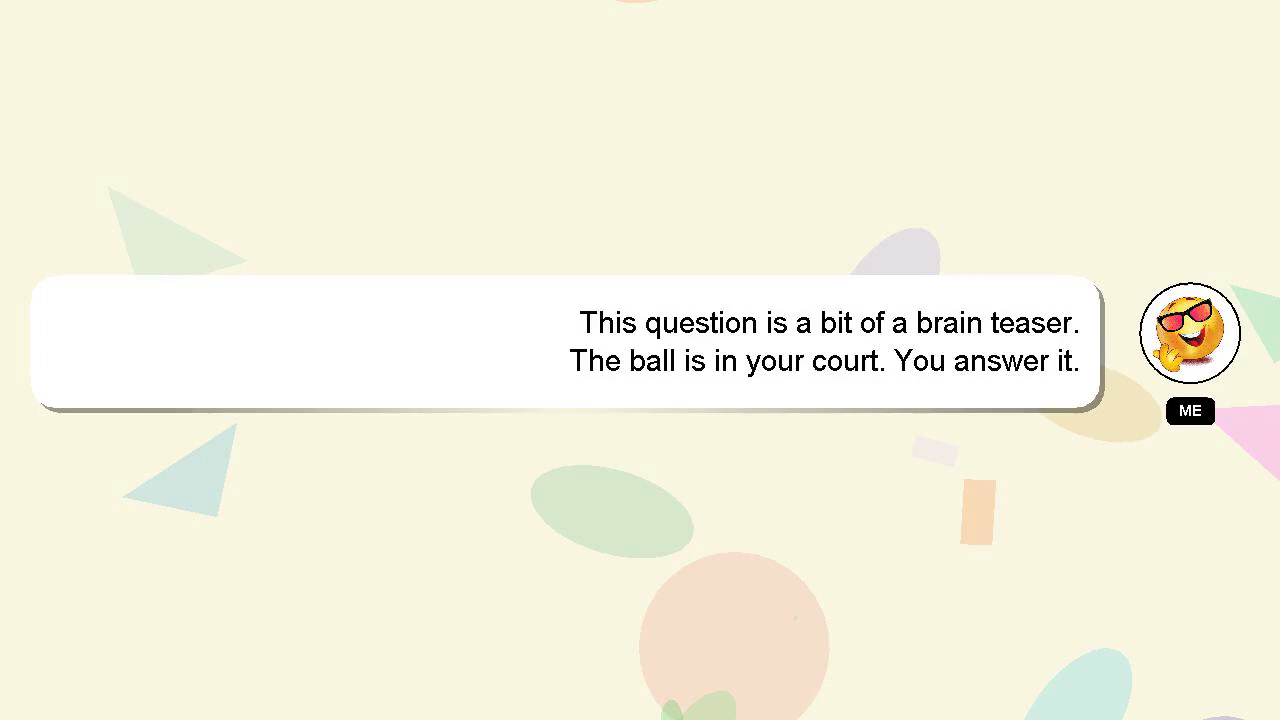 This question is a bit of a brain teaser.
The ball is in your court. You answer it.
ME